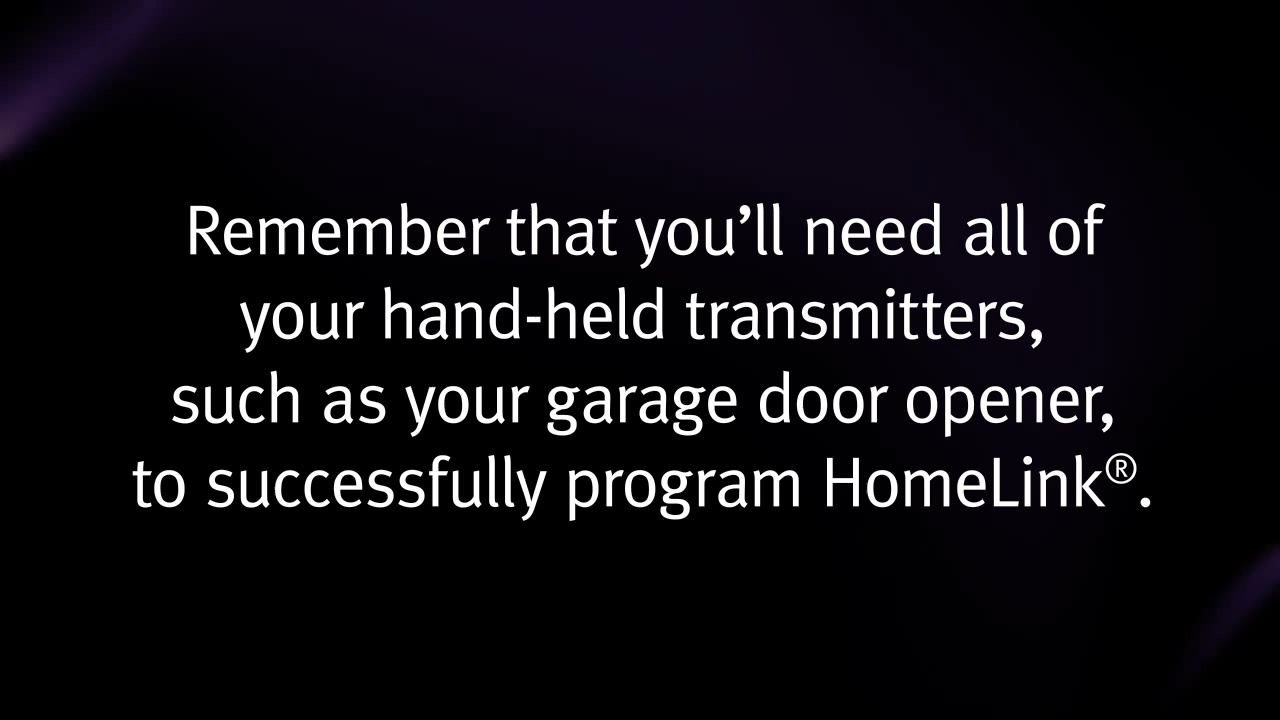 Remember that you’ll need all of
your hand-held transmitters,
such as your garage door opener,
to successfully program HomeLink®.